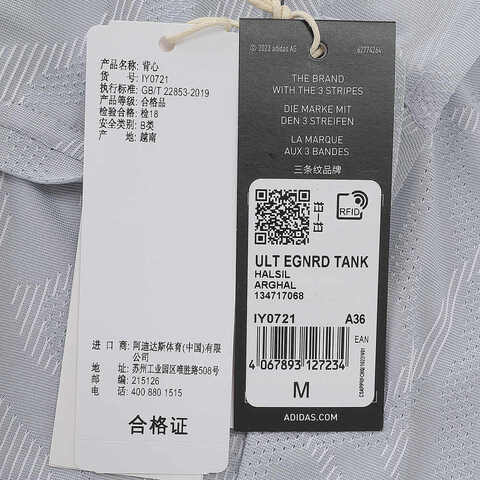 产品名称: 背心
货 号: IY0721
执行标准: GB/T 22853-2019
产品等级: 合格品
检验合格: 检18
安全类别: B类
产 地: 越南
进 口 商: 阿迪达斯体育(中国)有限公司
地 址: 苏州工业园区唯胜路508号
邮 编: 215126
电 话: 400 880 1515
合格证
© 2023 adidas AG 62774264
THE BRAND
WITH THE 3 STRIPES
DIE MARKE MIT
DEN 3 STREIFEN
LA MARQUE
AUX 3 BANDES
三条纹品牌
RFID
ULT EGNRD TANK
HALSIL
ARGHAL
134717068
IY0721 A36
EAN
4 067893 127234
M
ADIDAS.COM